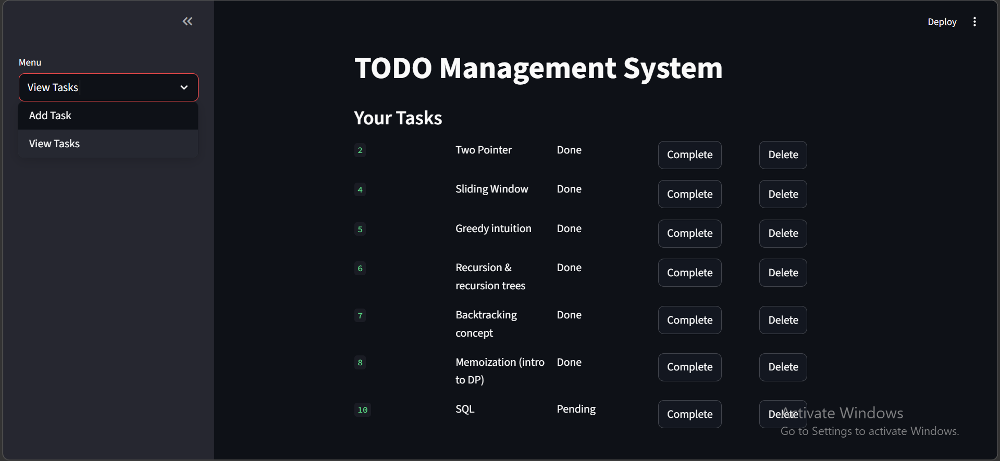 Deploy
Menu
View Tasks
Add Task
View Tasks
TODO Management System
Your Tasks
2 Two Pointer Done Complete Delete
4 Sliding Window Done Complete Delete
5 Greedy intuition Done Complete Delete
6 Recursion & Done Complete Delete
recursion trees
7 Backtracking Done Complete Delete
concept
8 Memoization (intro Done Complete Delete
to DP)
10 SQL Pending Complete Delete
Activate Windows
Go to Settings to activate Windows.